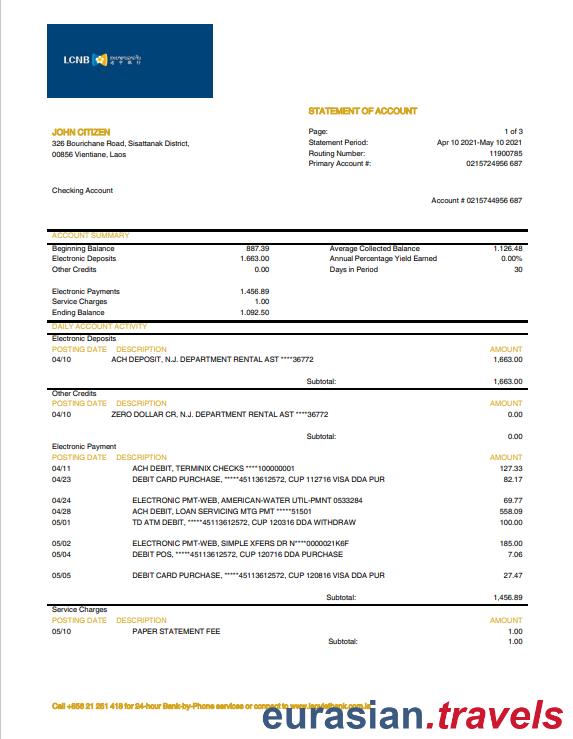 LCNB
STATEMENT OF ACCOUNT
JOHN CITIZEN
326 Bourichane Road, Sisattanak District,
00856 Vientiane, Laos
Page: 1 of 3
Statement Period: Apr 10 2021-May 10 2021
Routing Number: 11900785
Primary Account #: 0215724956 687
Checking Account
Account # 0215744956 687
ACCOUNT SUMMARY
Beginning Balance 887.39 Average Collected Balance 1.126.48
Electronic Deposits 1.663.00 Annual Percentage Yield Earned 0.00%
Other Credits 0.00 Days in Period 30
Electronic Payments 1.456.89
Service Charges 1.00
Ending Balance 1.092.50
DAILY ACCOUNT ACTIVITY
Electronic Deposits
POSTING DATE DESCRIPTION AMOUNT
04/10 ACH DEPOSIT, N.J. DEPARTMENT RENTAL AST ****36772 1,663.00
Subtotal: 1,663.00
Other Credits
POSTING DATE DESCRIPTION AMOUNT
04/10 ZERO DOLLAR CR, N.J. DEPARTMENT RENTAL AST ****36772 0.00
Subtotal: 0.00
Electronic Payment
POSTING DATE DESCRIPTION AMOUNT
04/11 ACH DEBIT, TERMINIX CHECKS ****100000001 127.33
04/23 DEBIT CARD PURCHASE, *****45113612572, CUP 112716 VISA DDA PUR 82.17
04/24 ELECTRONIC PMT-WEB, AMERICAN-WATER UTIL-PMNT 0533284 69.77
04/28 ACH DEBIT, LOAN SERVICING MTG PMT *****51501 558.09
05/01 TD ATM DEBIT, *****45113612572, CUP 120316 DDA WITHDRAW 100.00
05/02 ELECTRONIC PMT-WEB, SIMPLE XFERS DR N****0000021K6F 185.00
05/04 DEBIT POS, *****45113612572, CUP 120716 DDA PURCHASE 7.06
05/05 DEBIT CARD PURCHASE, *****45113612572, CUP 120816 VISA DDA PUR 27.47
Subtotal: 1,456.89
Service Charges
POSTING DATE DESCRIPTION AMOUNT
05/10 PAPER STATEMENT FEE 1.00
Subtotal: 1.00
Call +856 21 261 418 for 24-hour Bank-by-Phone services or connect to
eurasian.travels